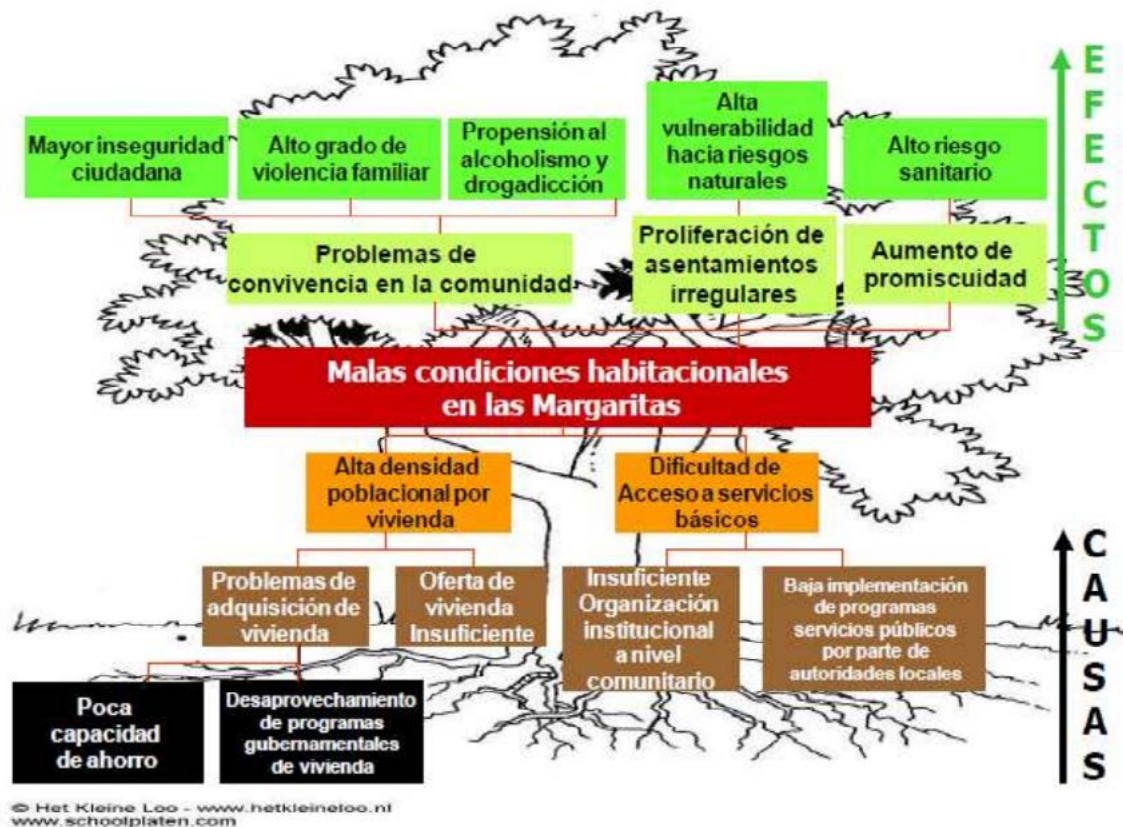 Mayor inseguridad
ciudadana
Alto grado de
violencia familiar
Propensión al
alcoholismo y
drogadicción
Alta
vulnerabilidad
hacia riesgos
naturales
Alto riesgo
sanitario
Problemas de
convivencia en la comunidad
Proliferación de
asentamientos
irregulares
Aumento de
promiscuidad
EFECTOS
Malas condiciones habitacionales
en las Margaritas
Alta densidad
poblacional por
vivienda
Dificultad de
Acceso a servicios
básicos
Problemas de
adquisición de
vivienda
Oferta de
vivienda
Insuficiente
Insuficiente
Organización
institucional
a nivel
comunitario
Baja implementación
de programas
servicios públicos
por parte de
autoridades locales
Poca
capacidad
de ahorro
Desaprovechamiento
de programas
gubernamentales
de vivienda
CAUSAS
© Het Kleine Loo - www.hetkleineloo.nl
www.schoolplaten.com